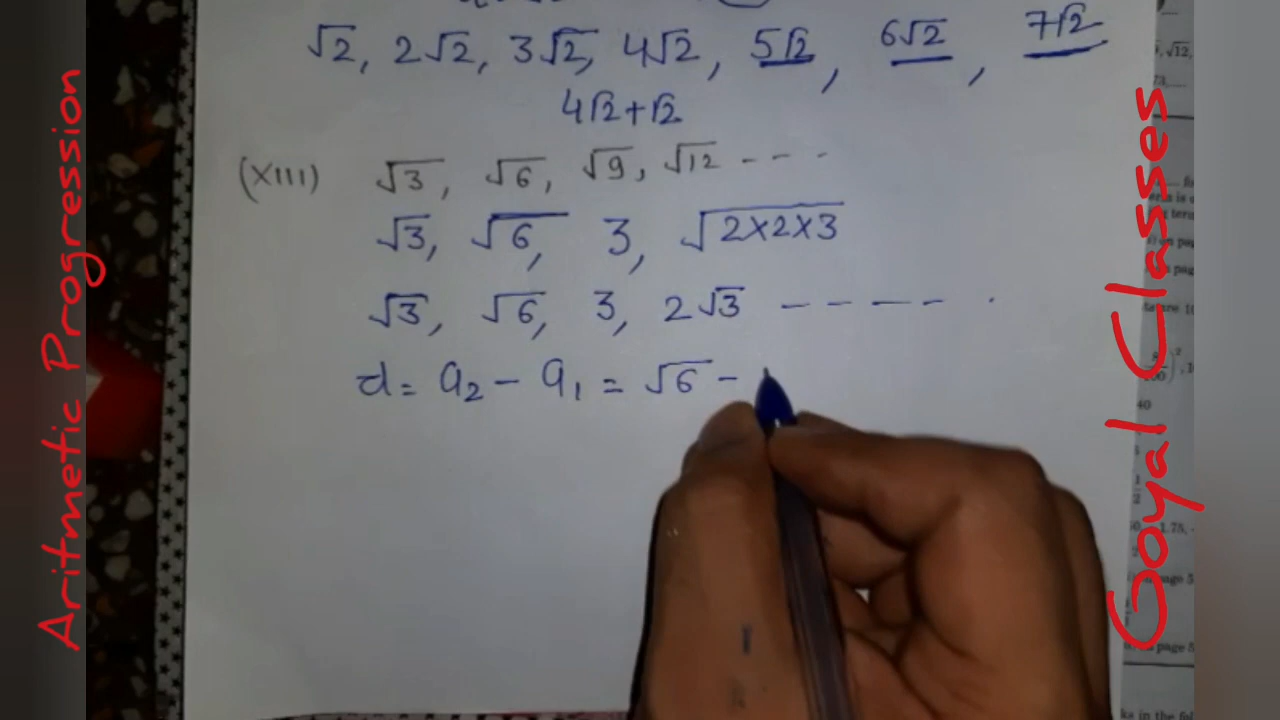 Aritmetic Progression
√2, 2√2, 3√2, 4√2, 5√2, 6√2, 7√2
4√2+√2
(XIII) √3, √6, √9, √12 - - -
√3, √6, 3, √2×2×3
√3, √6, 3, 2√3 - - - - - .
d = a₂ - a₁ = √6 -
Goyal Classes